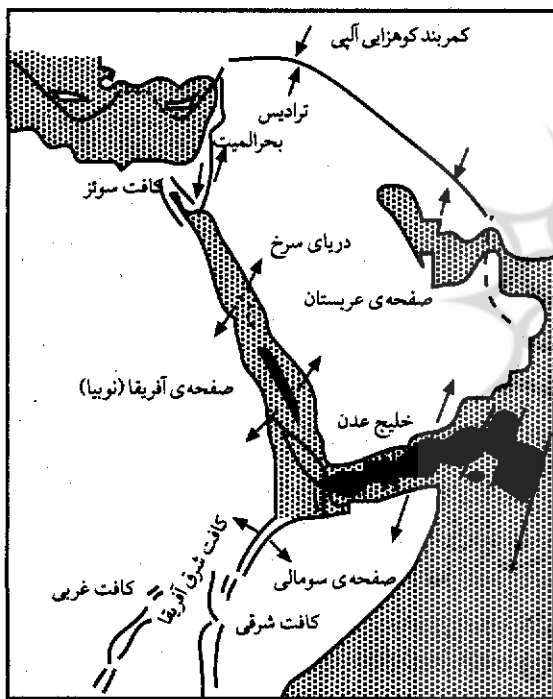 کمربند کوهزایی آلپی
ترادیس
بحرالمیت
کافت سوئز
دریای سرخ
صفحه‌ی عربستان
صفحه‌ی آفریقا (نوبیا)
خلیج عدن
کافت شرق آفریقا
صفحه‌ی سومالی
کافت غربی
کافت شرقی